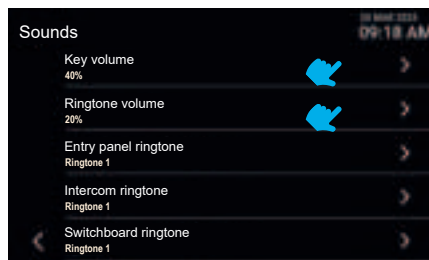 Sounds
09:18 AM
Key volume
40%
Ringtone volume
20%
Entry panel ringtone
Ringtone 1
Intercom ringtone
Ringtone 1
Switchboard ringtone
Ringtone 1